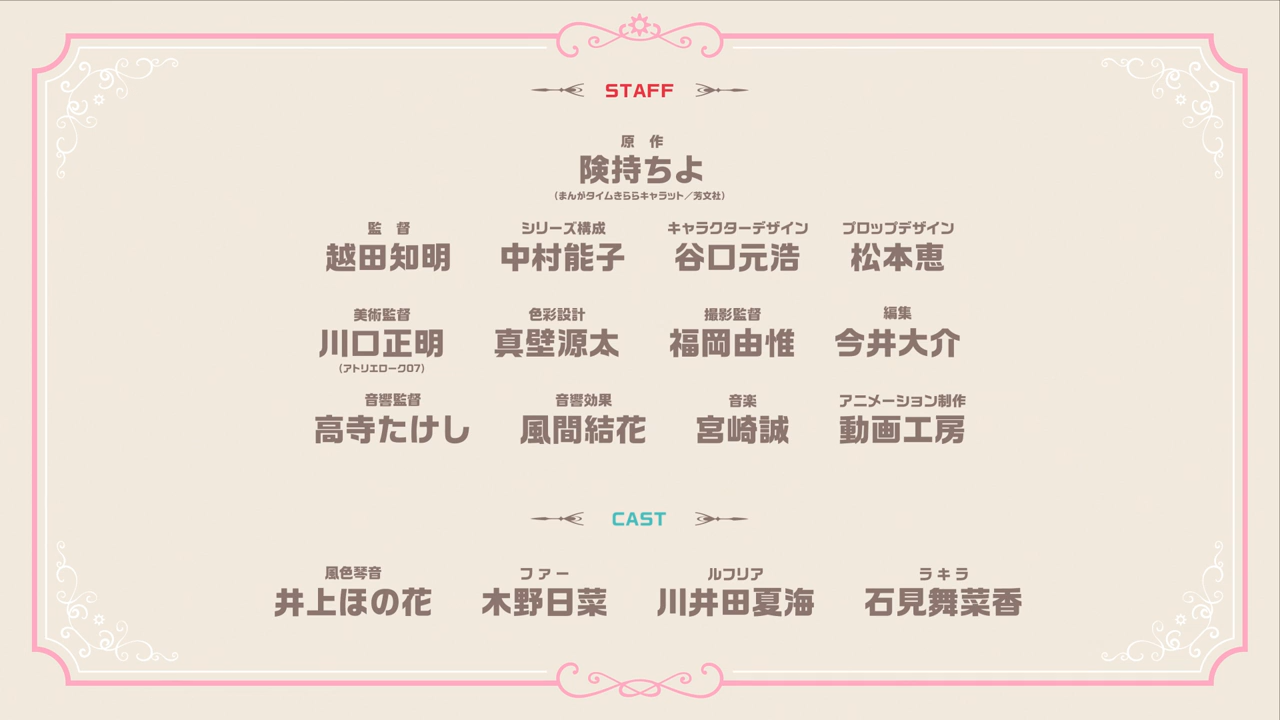 STAFF
原　作
険持ちよ
（まんがタイムきららキャラット／芳文社）
監　督　シリーズ構成　キャラクターデザイン　プロップデザイン
越田知明　中村能子　谷口元浩　松本恵
美術監督　色彩設計　撮影監督　編集
川口正明　真壁源太　福岡由惟　今井大介
（アトリエローク07）
音響監督　音響効果　音楽　アニメーション制作
高寺たけし　風間結花　宮崎誠　動画工房
CAST
風色琴音　ファー　ルフリア　ラキラ
井上ほの花　木野日菜　川井田夏海　石見舞菜香